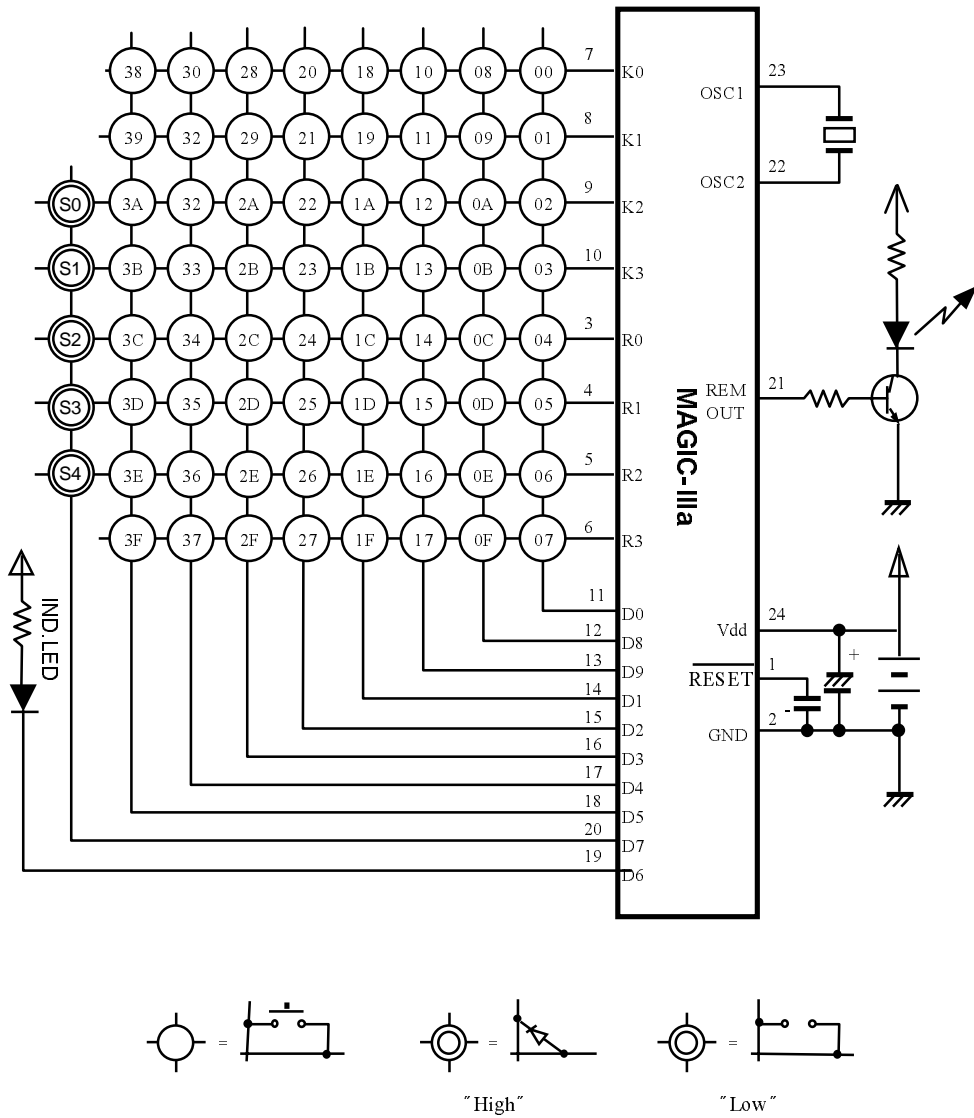 38 30 28 20 18 10 08 00 7 K0
39 32 29 21 19 11 09 01 8 K1
S0 3A 32 2A 22 1A 12 0A 02 9 K2
S1 3B 33 2B 23 1B 13 0B 03 10 K3
S2 3C 34 2C 24 1C 14 0C 04 3 R0
S3 3D 35 2D 25 1D 15 0D 05 4 R1
S4 3E 36 2E 26 1E 16 0E 06 5 R2
3F 37 2F 27 1F 17 0F 07 6 R3
11 D0
12 D8
13 D9
14 D1
15 D2
16 D3
17 D4
18 D5
20 D7
19 D6
IND.LED
MAGIC-IIIa
OSC1 23
OSC2 22
REM 21
OUT
Vdd 24
+
RESET 1
-
GND 2
= = =
"High" "Low"